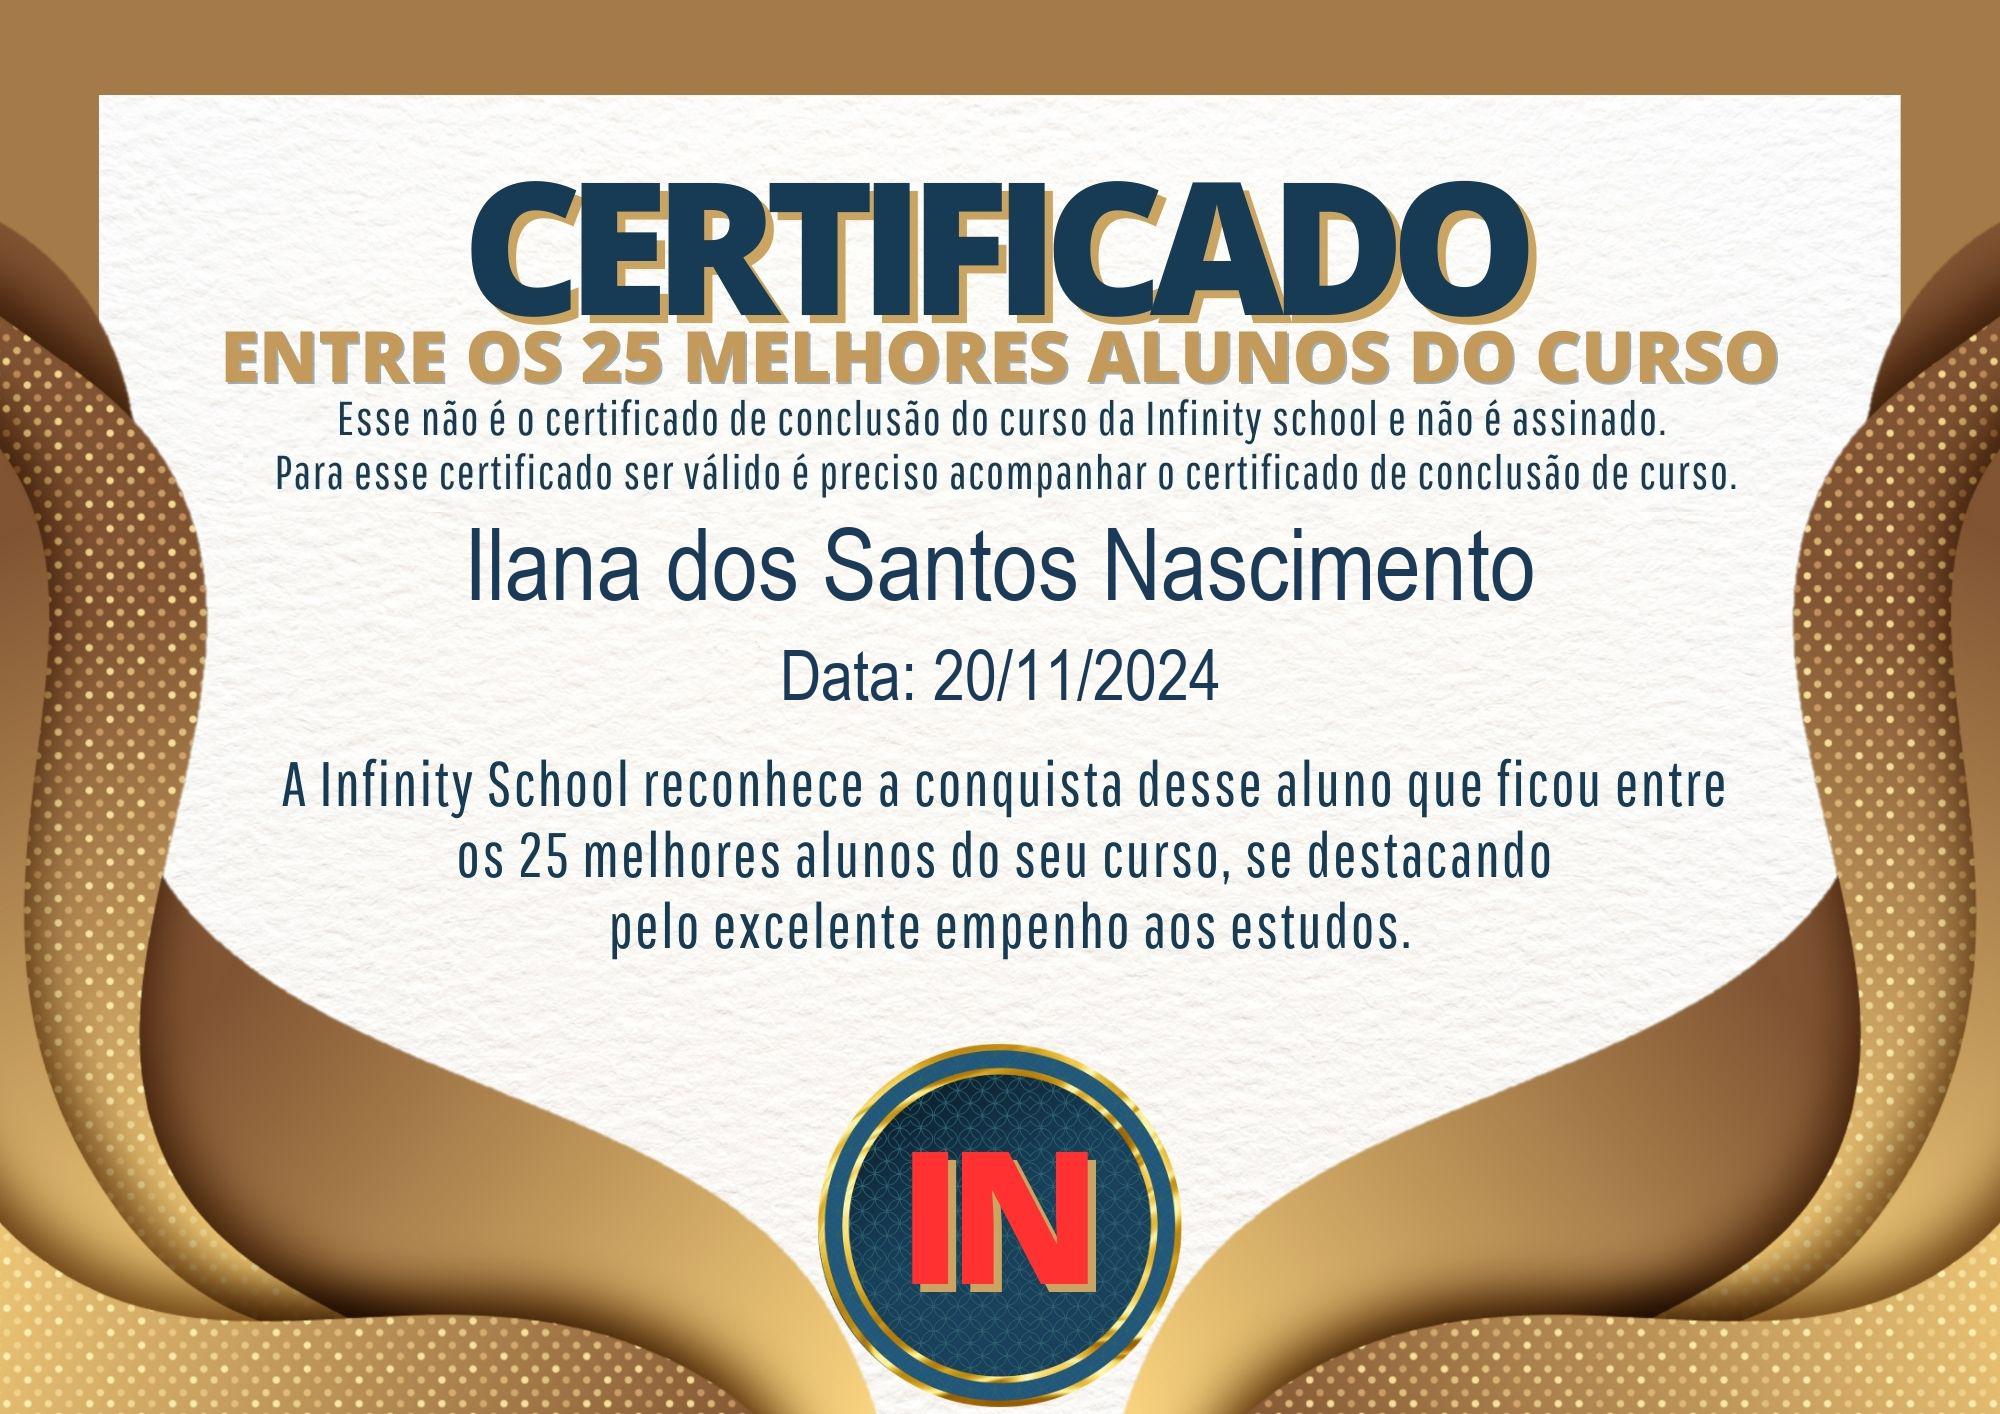 CERTIFICADO
ENTRE OS 25 MELHORES ALUNOS DO CURSO
Esse não é o certificado de conclusão do curso da Infinity school e não é assinado.
Para esse certificado ser válido é preciso acompanhar o certificado de conclusão de curso.
Ilana dos Santos Nascimento
Data: 20/11/2024
A Infinity School reconhece a conquista desse aluno que ficou entre
os 25 melhores alunos do seu curso, se destacando
pelo excelente empenho aos estudos.
IN